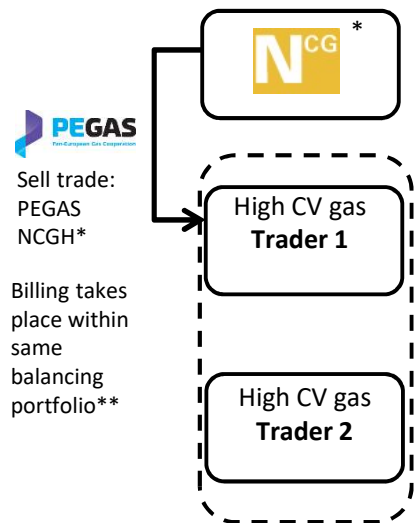 NCG
*
PEGAS
Pan-European Gas Cooperation
Sell trade:
PEGAS
NCGH*
Billing takes
place within
same
balancing
portfolio**
High CV gas
Trader 1
High CV gas
Trader 2